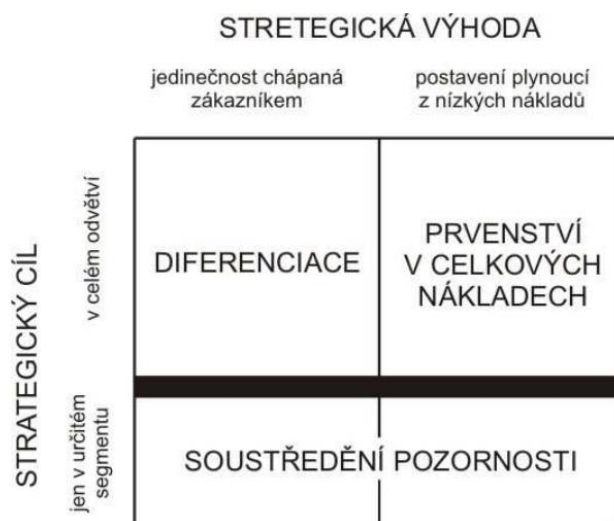 STRETEGICKÁ VÝHODA
jedinečnost chápaná
zákazníkem
postavení plynoucí
z nízkých nákladů
STRATEGICKÝ CÍL
v celém odvětví
DIFERENCIACE
PRVENSTVÍ
V CELKOVÝCH
NÁKLADECH
jen v určitém
segmentu
SOUSTŘEDĚNÍ POZORNOSTI